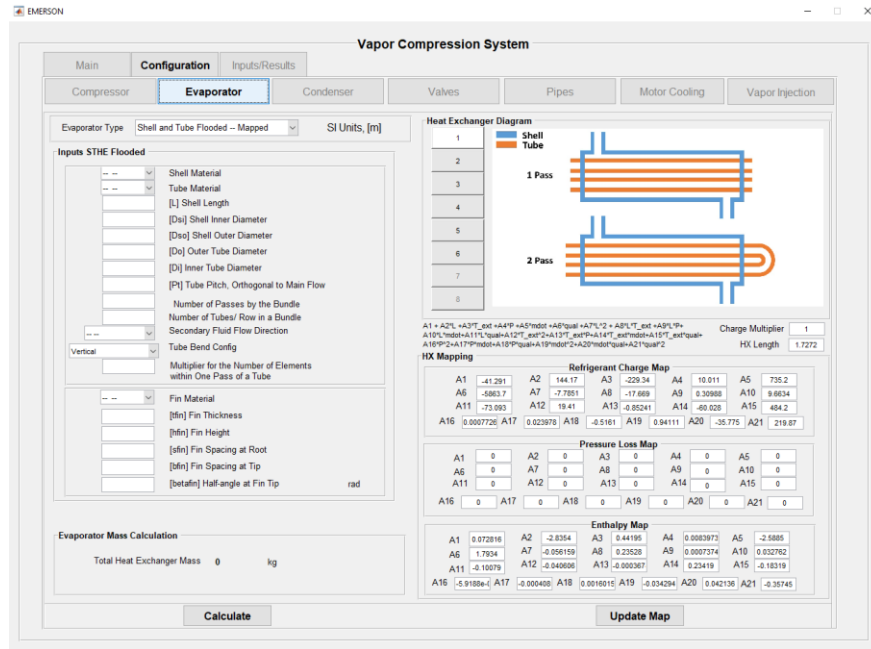 EMERSON
Vapor Compression System
Main Configuration Inputs/Results
Compressor Evaporator Condenser Valves Pipes Motor Cooling Vapor Injection
Evaporator Type Shell and Tube Flooded -- Mapped SI Units, [m]
Inputs STHE Flooded
-- -- Shell Material
-- -- Tube Material
[L] Shell Length
[Dsi] Shell Inner Diameter
[Dso] Shell Outer Diameter
[Do] Outer Tube Diameter
[Di] Inner Tube Diameter
[Pt] Tube Pitch, Orthogonal to Main Flow
Number of Passes by the Bundle
Number of Tubes/ Row in a Bundle
-- -- Secondary Fluid Flow Direction
Vertical Tube Bend Config
Multiplier for the Number of Elements
within One Pass of a Tube
-- -- Fin Material
[tfin] Fin Thickness
[hfin] Fin Height
[sfin] Fin Spacing at Root
[bfin] Fin Spacing at Tip
[betafin] Half-angle at Fin Tip rad
Evaporator Mass Calculation
Total Heat Exchanger Mass 0 kg
Calculate
Heat Exchanger Diagram
1
2
3
4
5
6
7
8
Shell
Tube
1 Pass
2 Pass
A1 + A2*L +A3*T_ext +A4*P +A5*mdot +A6*qual +A7*L^2 + A8*L*T_ext +A9*L*P+
A10*L*mdot+A11*L*qual+A12*T_ext^2+A13*T_ext*P+A14*T_ext*mdot+A15*T_ext*qual+
A16*P^2+A17*P*mdot+A18*P*qual+A19*mdot^2+A20*mdot*qual+A21*qual^2
Charge Multiplier 1
HX Length 1.7272
HX Mapping
Refrigerant Charge Map
A1 -41.291 A2 144.17 A3 -229.34 A4 10.011 A5 735.2
A6 -5863.7 A7 -7.7851 A8 -17.669 A9 0.30988 A10 9.6634
A11 -73.093 A12 19.41 A13 -0.85241 A14 -60.028 A15 484.2
A16 0.0007726 A17 0.023978 A18 -0.5161 A19 0.94111 A20 -35.775 A21 219.87
Pressure Loss Map
A1 0 A2 0 A3 0 A4 0 A5 0
A6 0 A7 0 A8 0 A9 0 A10 0
A11 0 A12 0 A13 0 A14 0 A15 0
A16 0 A17 0 A18 0 A19 0 A20 0 A21 0
Enthalpy Map
A1 0.072816 A2 -2.8354 A3 0.44195 A4 0.0083973 A5 -2.5885
A6 1.7934 A7 -0.056159 A8 0.23528 A9 0.0007374 A10 0.032762
A11 -0.10079 A12 -0.040606 A13 -0.000367 A14 0.23419 A15 -0.18319
A16 -5.9188e-( A17 -0.000408 A18 0.0016015 A19 -0.034294 A20 0.042136 A21 -0.35745
Update Map